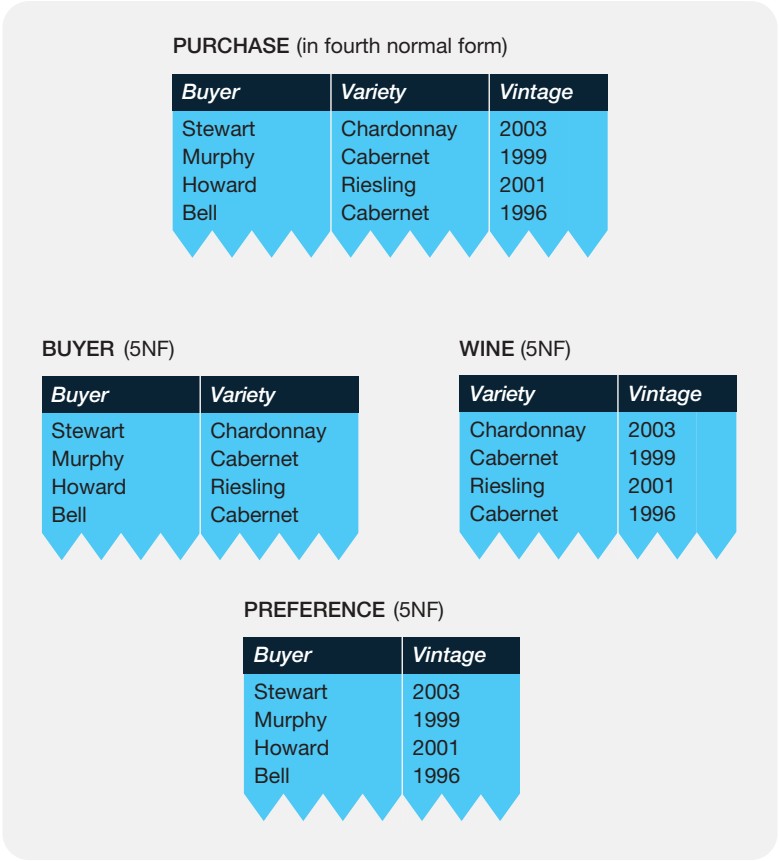 PURCHASE (in fourth normal form)
Buyer Variety Vintage
Stewart Chardonnay 2003
Murphy Cabernet 1999
Howard Riesling 2001
Bell Cabernet 1996
BUYER (5NF)
Buyer Variety
Stewart Chardonnay
Murphy Cabernet
Howard Riesling
Bell Cabernet
WINE (5NF)
Variety Vintage
Chardonnay 2003
Cabernet 1999
Riesling 2001
Cabernet 1996
PREFERENCE (5NF)
Buyer Vintage
Stewart 2003
Murphy 1999
Howard 2001
Bell 1996